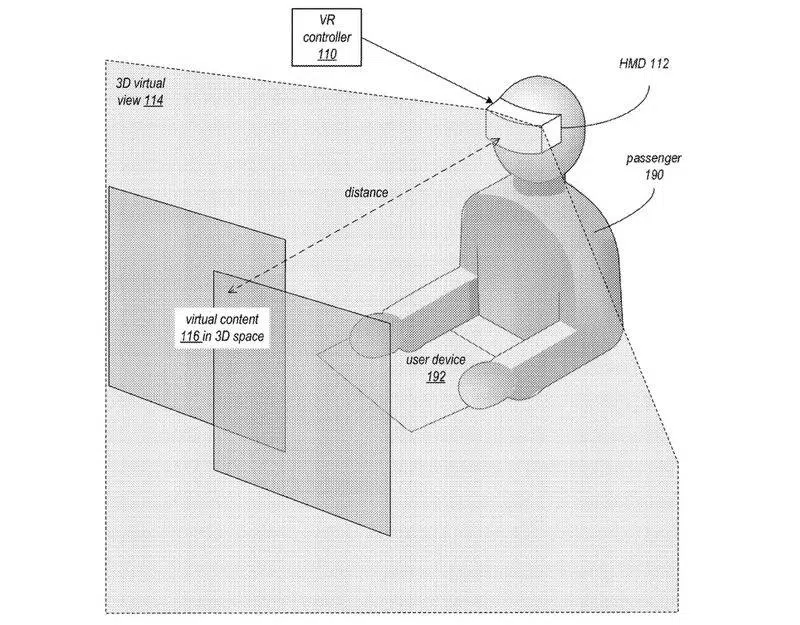 VR
controller
110
HMD 112
3D virtual
view 114
passenger
190
distance
virtual content
116 in 3D space
user device
192